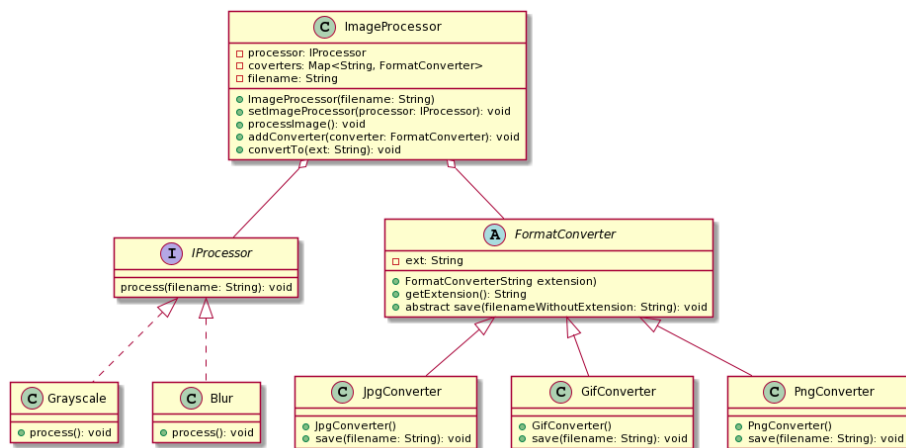 C ImageProcessor
processor: IProcessor
coverters: Map<String, FormatConverter>
filename: String
ImageProcessor(filename: String)
setImageProcessor(processor: IProcessor): void
processImage(): void
addConverter(converter: FormatConverter): void
convertTo(ext: String): void
I IProcessor
process(filename: String): void
A FormatConverter
ext: String
FormatConverterString extension)
getExtension(): String
abstract save(filenameWithoutExtension: String): void
C Grayscale
process(): void
C Blur
process(): void
C JpgConverter
JpgConverter()
save(filename: String): void
C GifConverter
GifConverter()
save(filename: String): void
C PngConverter
PngConverter()
save(filename: String): void